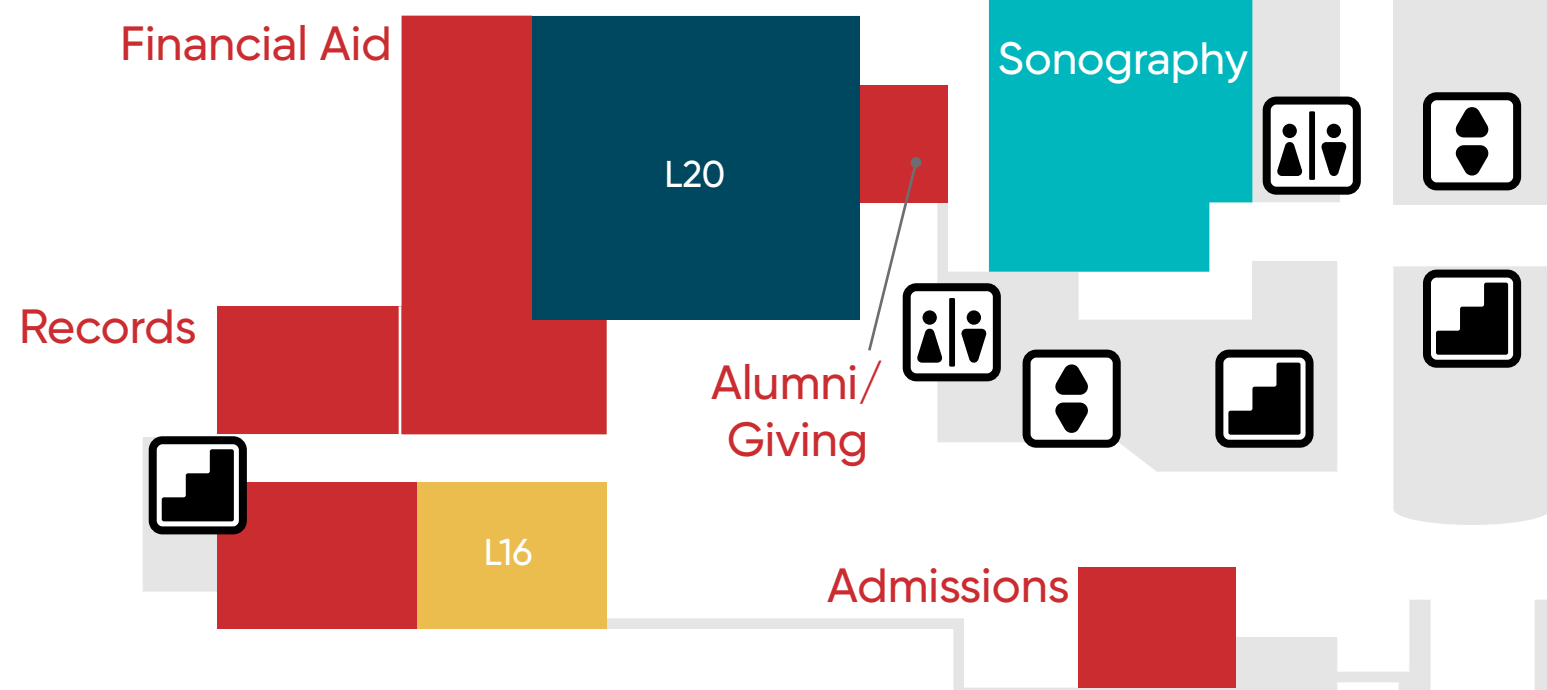 Financial Aid
Sonography
L20
Records
Alumni/
Giving
L16
Admissions